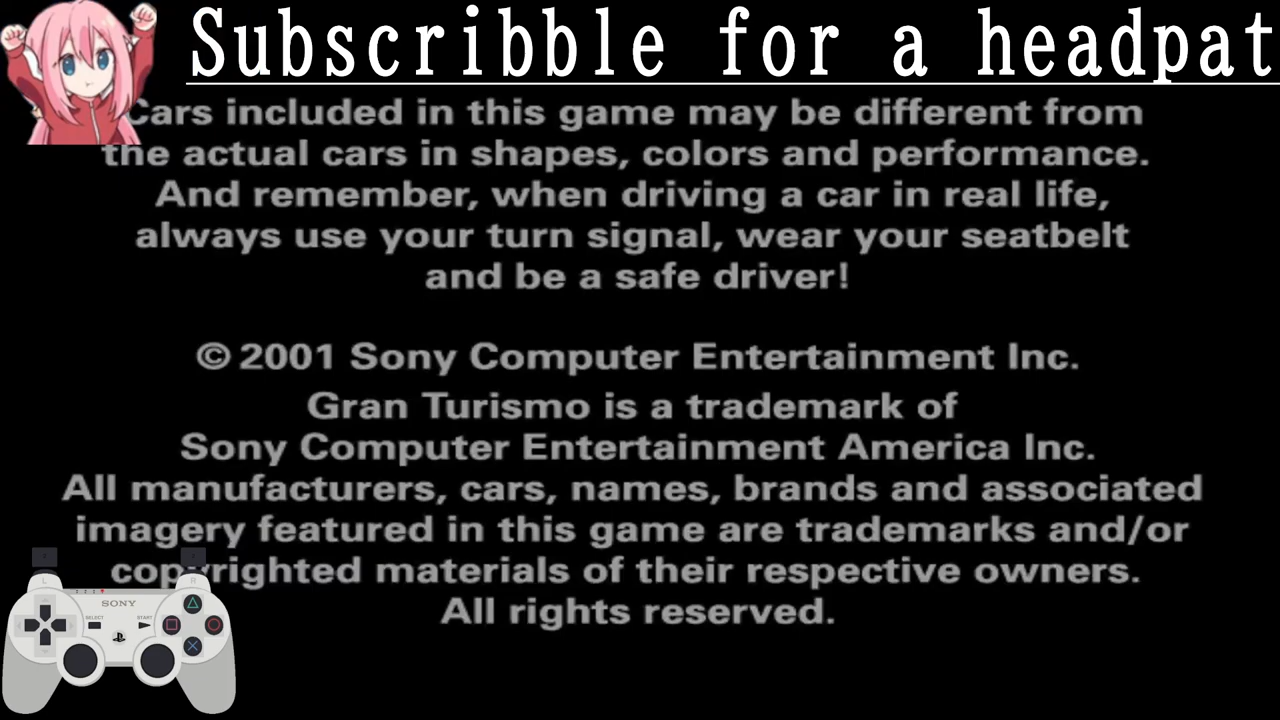 Subscribble for a headpat
Cars included in this game may be different from
the actual cars in shapes, colors and performance.
And remember, when driving a car in real life,
always use your turn signal, wear your seatbelt
and be a safe driver!
© 2001 Sony Computer Entertainment Inc.
Gran Turismo is a trademark of
Sony Computer Entertainment America Inc.
All manufacturers, cars, names, brands and associated
imagery featured in this game are trademarks and/or
copyrighted materials of their respective owners.
All rights reserved.
L R
SONY
SELECT START